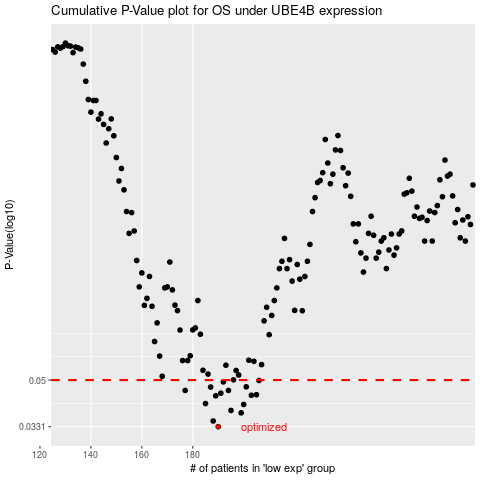 Cumulative P-Value plot for OS under UBE4B expression
P-Value(log10)
0.05
0.0331
optimized
120 140 160 180
# of patients in 'low exp' group